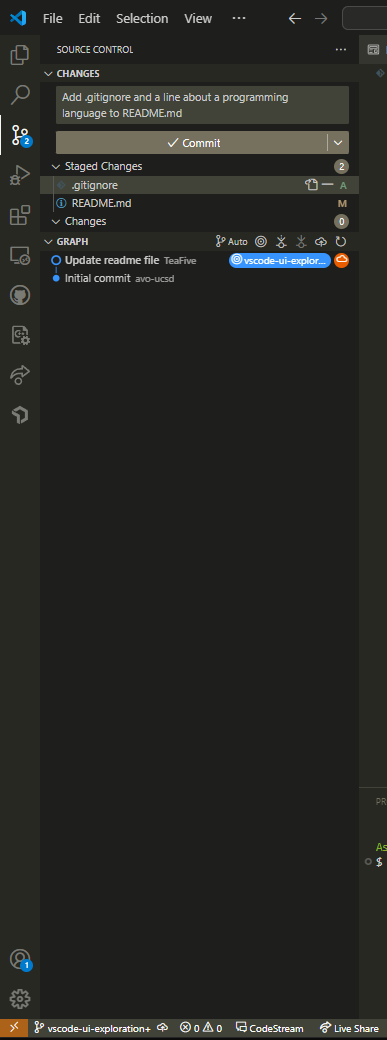 File Edit Selection View ···
SOURCE CONTROL ···
CHANGES
Add .gitignore and a line about a programming
language to README.md
Commit
Staged Changes 2
.gitignore A
README.md M
Changes 0
GRAPH Auto
Update readme file TeaFive vscode-ui-explor...
Initial commit avo-ucsd
2
1
PR
As
$
vscode-ui-exploration+ 0 0 CodeStream Live Share